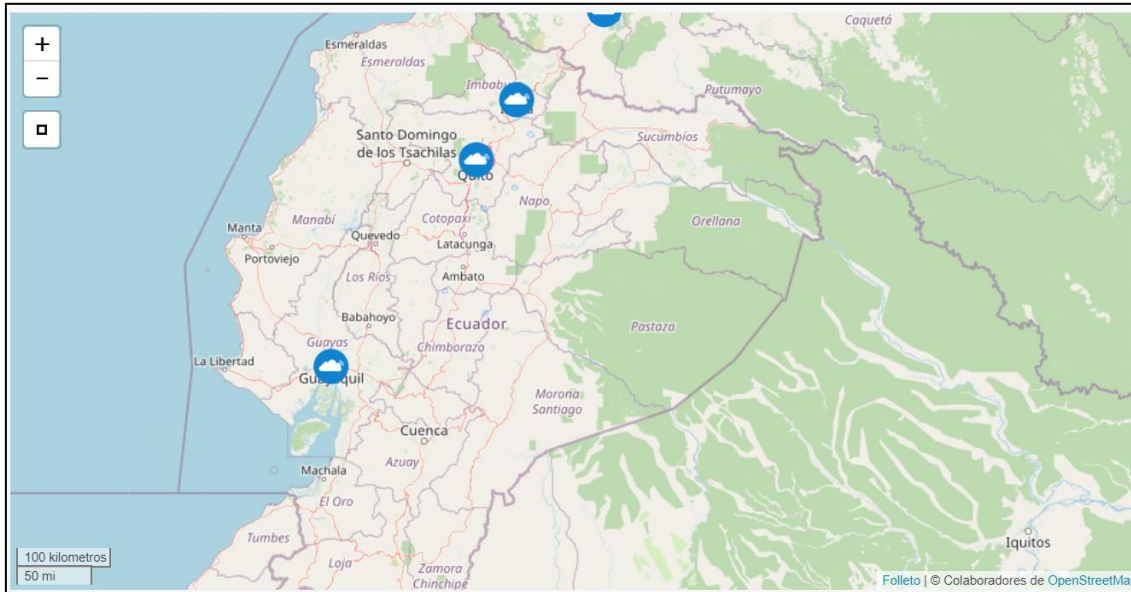 +
−
Esmeraldas
Esmeraldas
Caquetá
Imbabu
Putumayo
Santo Domingo
de los Tsachilas
Sucumbíos
Quito
Napo
Orellana
Manabí
Cotopaxi
Manta
Quevedo
Latacunga
Portoviejo
Los Ríos
Ambato
Babahoyo
Ecuador
Pastaza
Guayas
Chimborazo
La Libertad
Guayaquil
Morona
Santiago
Cuenca
Azuay
Machala
El Oro
Tumbes
Iquitos
Loja
Zamora
Chinchipe
100 kilometros
50 mi
Folleto | © Colaboradores de OpenStreetMa